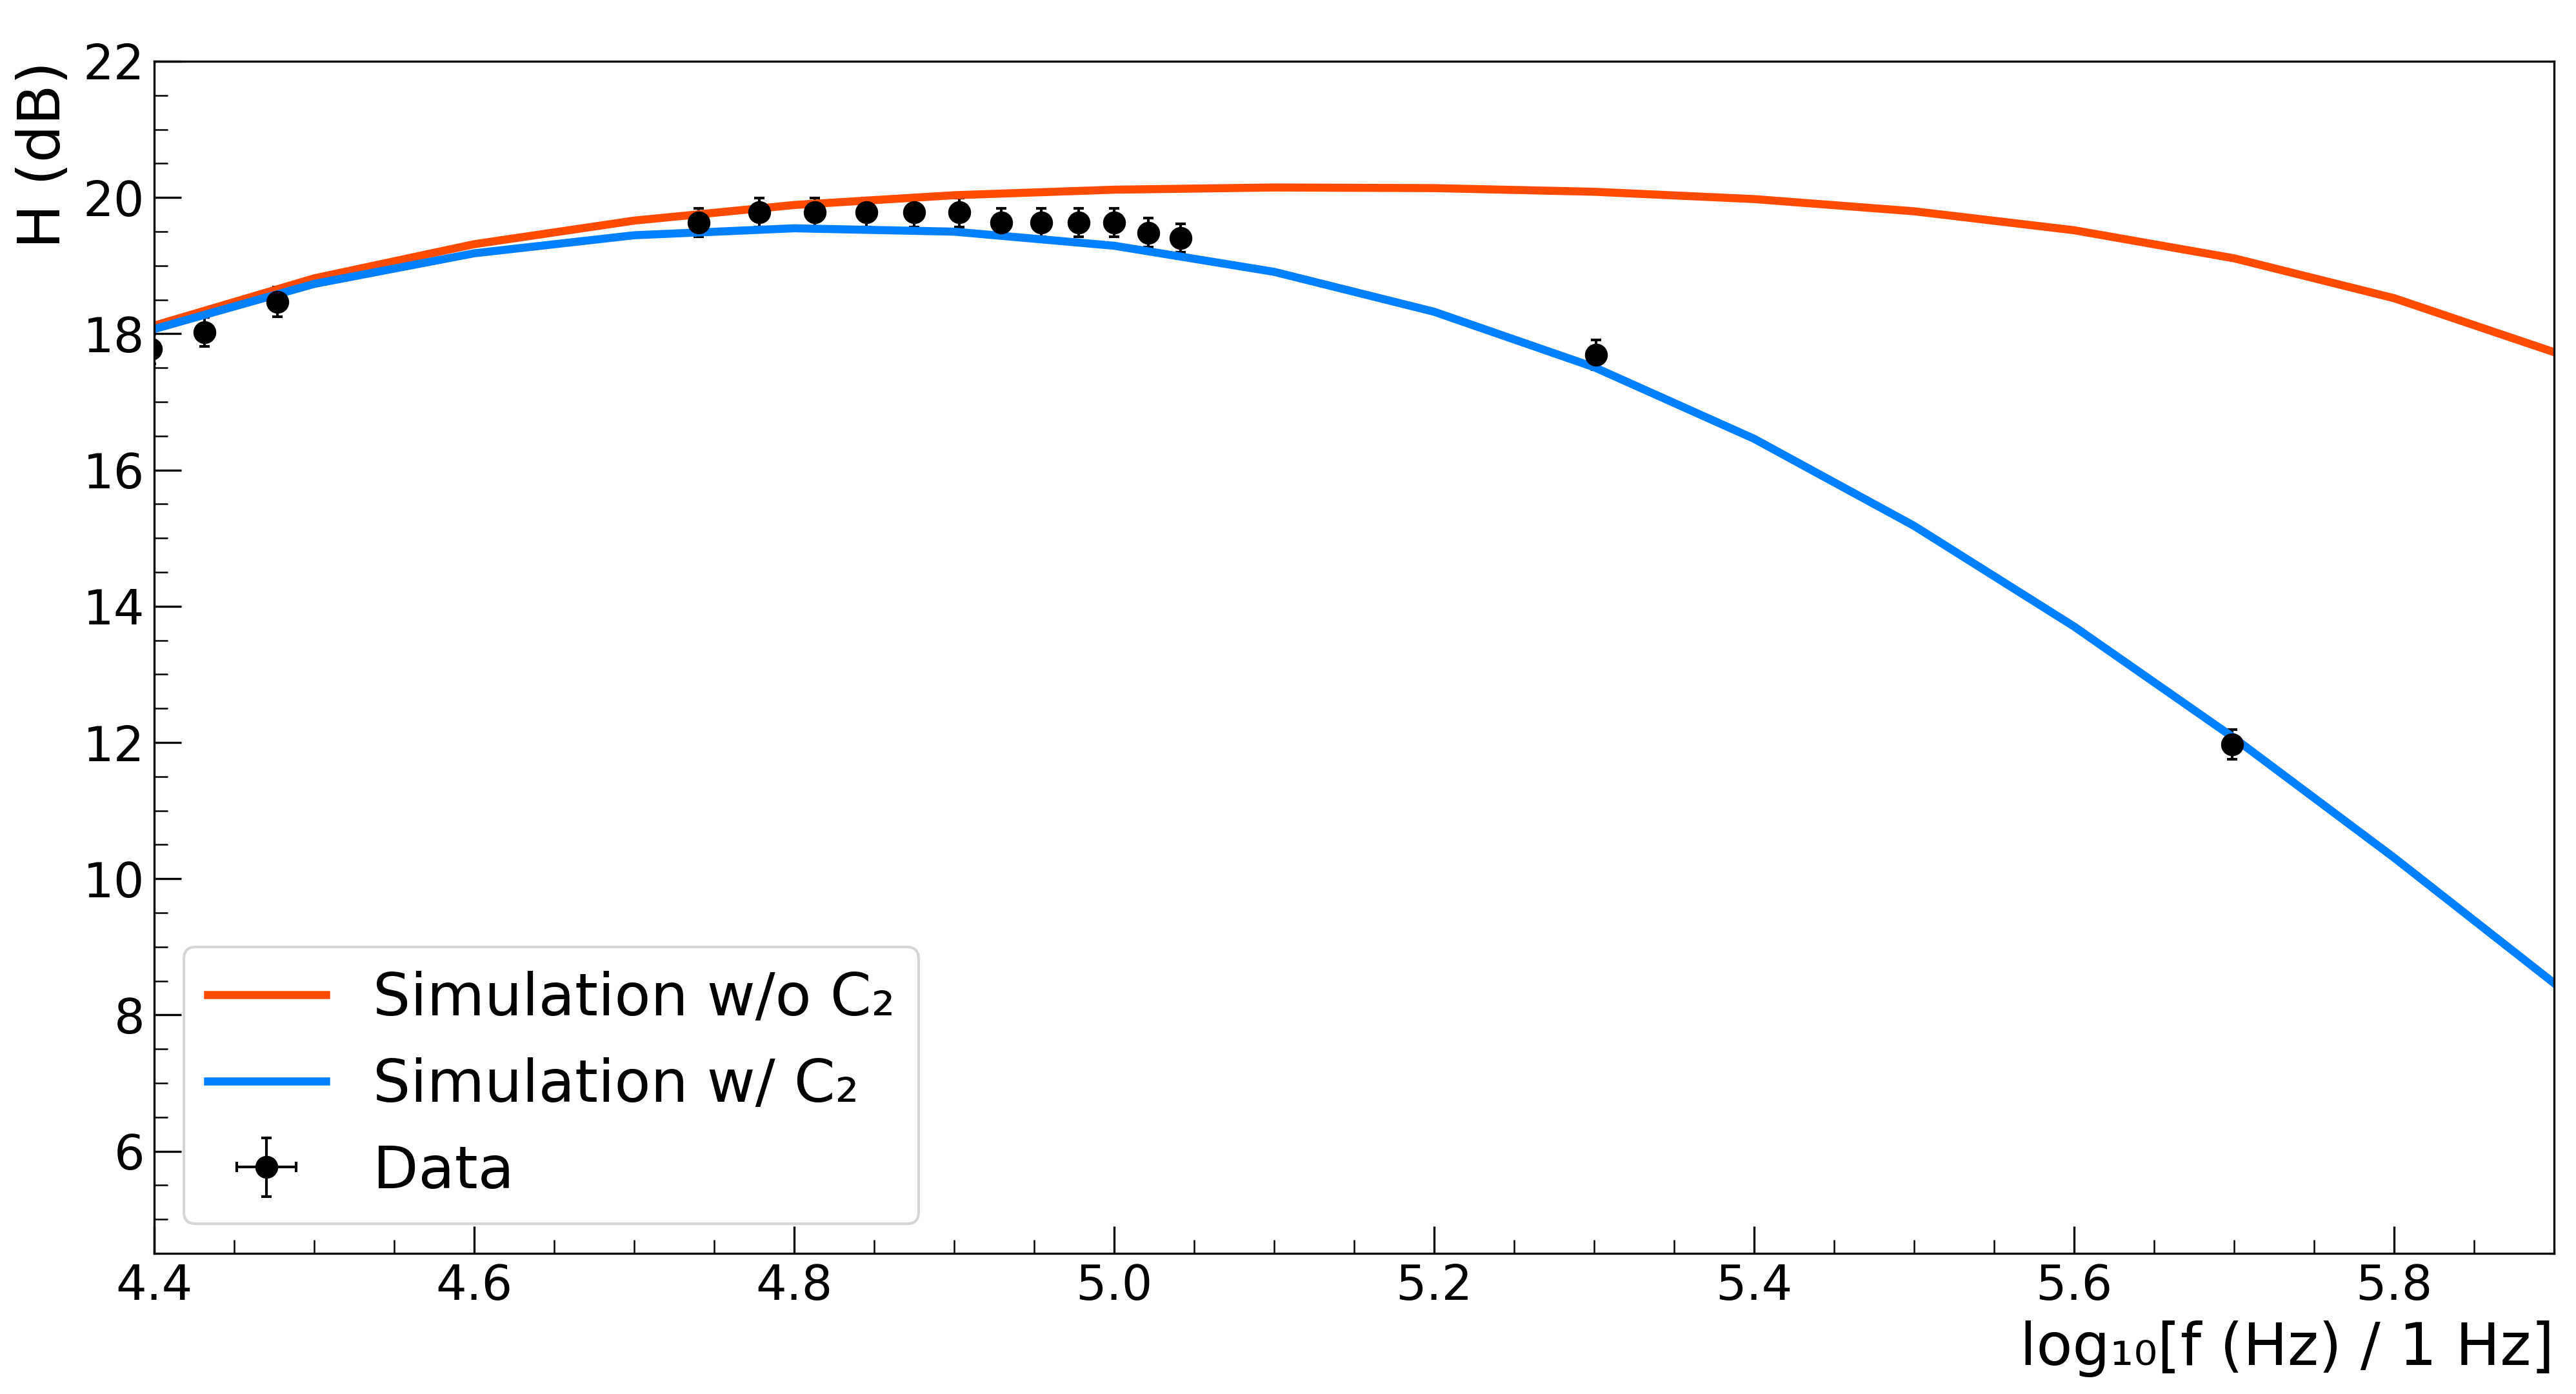 H (dB)
22
20
18
16
14
12
10
8
6
Simulation w/o C₂
Simulation w/ C₂
Data
4.4 4.6 4.8 5.0 5.2 5.4 5.6 5.8
log₁₀[f (Hz) / 1 Hz]